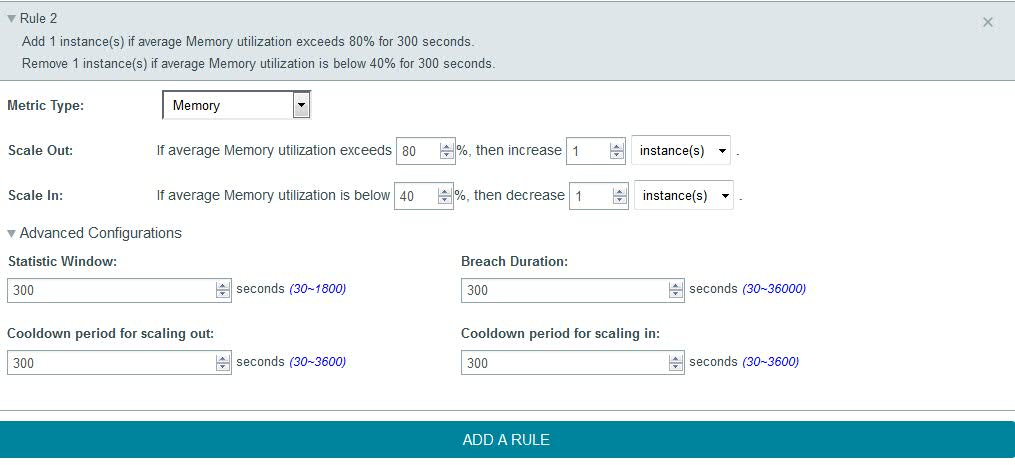 Rule 2
Add 1 instance(s) if average Memory utilization exceeds 80% for 300 seconds.
Remove 1 instance(s) if average Memory utilization is below 40% for 300 seconds.
Metric Type: Memory
Scale Out: If average Memory utilization exceeds 80 %, then increase 1 instance(s) .
Scale In: If average Memory utilization is below 40 %, then decrease 1 instance(s) .
Advanced Configurations
Statistic Window: Breach Duration:
300 seconds (30~1800) 300 seconds (30~36000)
Cooldown period for scaling out: Cooldown period for scaling in:
300 seconds (30~3600) 300 seconds (30~3600)
ADD A RULE